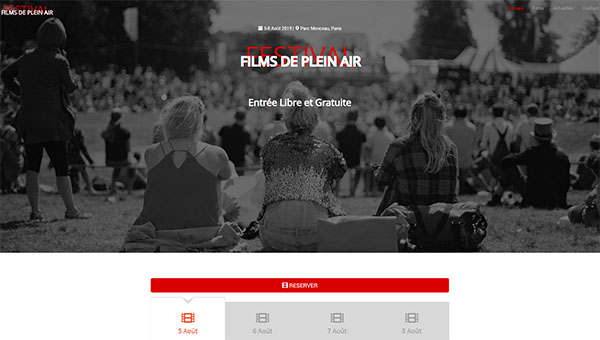 FESTIVAL
FILMS DE PLEIN AIR
Accueil Films Actualités Contact
5-8 Août 2019 | Parc Monceau, Paris
FESTIVAL
FILMS DE PLEIN AIR
Entrée Libre et Gratuite
RESERVER
5 Août 6 Août 7 Août 8 Août